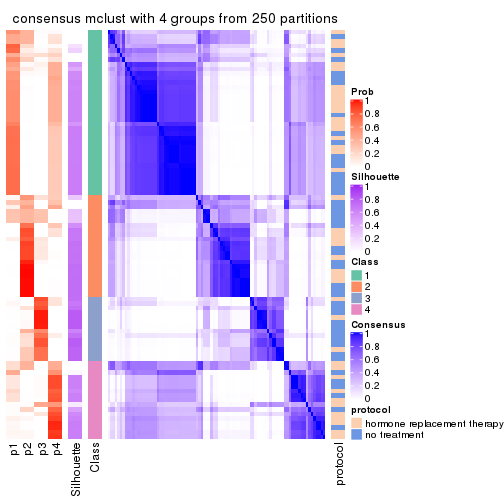 consensus mclust with 4 groups from 250 partitions
Prob
1
0.8
0.6
0.4
0.2
0
Silhouette
1
0.8
0.6
0.4
0.2
0
Class
1
2
3
4
Consensus
1
0.8
0.6
0.4
0.2
0
protocol
hormone replacement therapy
no treatment
p1
p2
p3
p4
Silhouette
Class
protocol